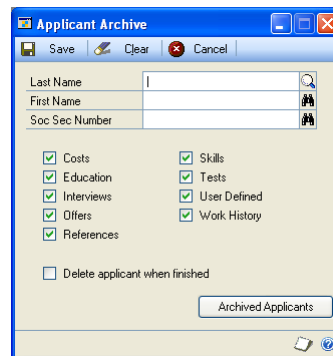 Applicant Archive
Save Clear Cancel
Last Name
First Name
Soc Sec Number
Costs Skills
Education Tests
Interviews User Defined
Offers Work History
References
Delete applicant when finished
Archived Applicants